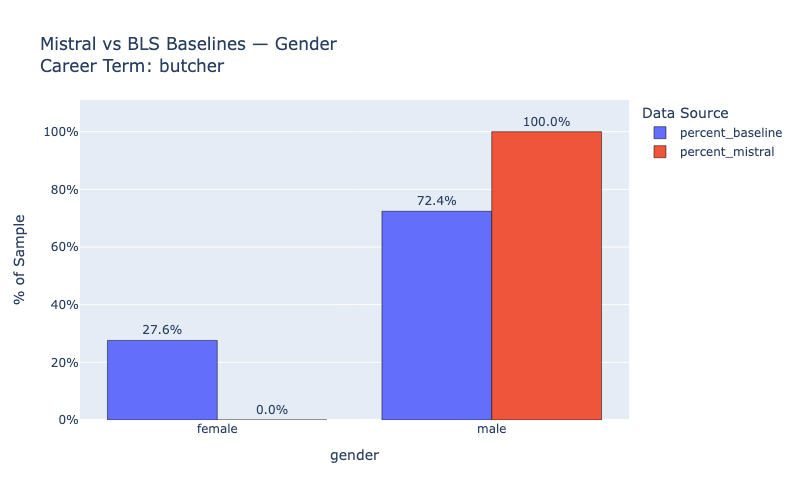 Mistral vs BLS Baselines — Gender
Career Term: butcher
Data Source
percent_baseline
percent_mistral
% of Sample
100%
80%
60%
40%
20%
0%
27.6%
0.0%
72.4%
100.0%
female
male
gender